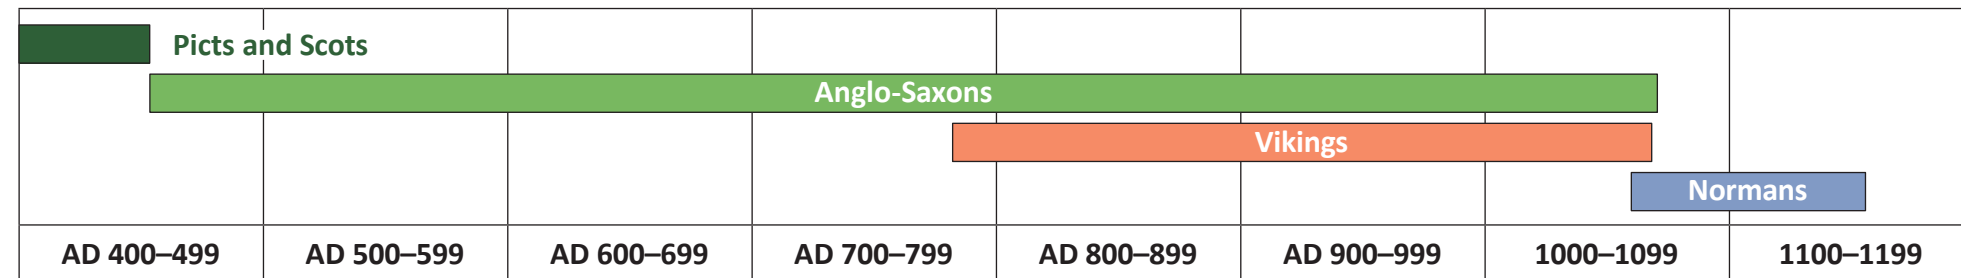 Picts and Scots
Anglo-Saxons
Vikings
Normans
AD 400–499 AD 500–599 AD 600–699 AD 700–799 AD 800–899 AD 900–999 1000–1099 1100–1199